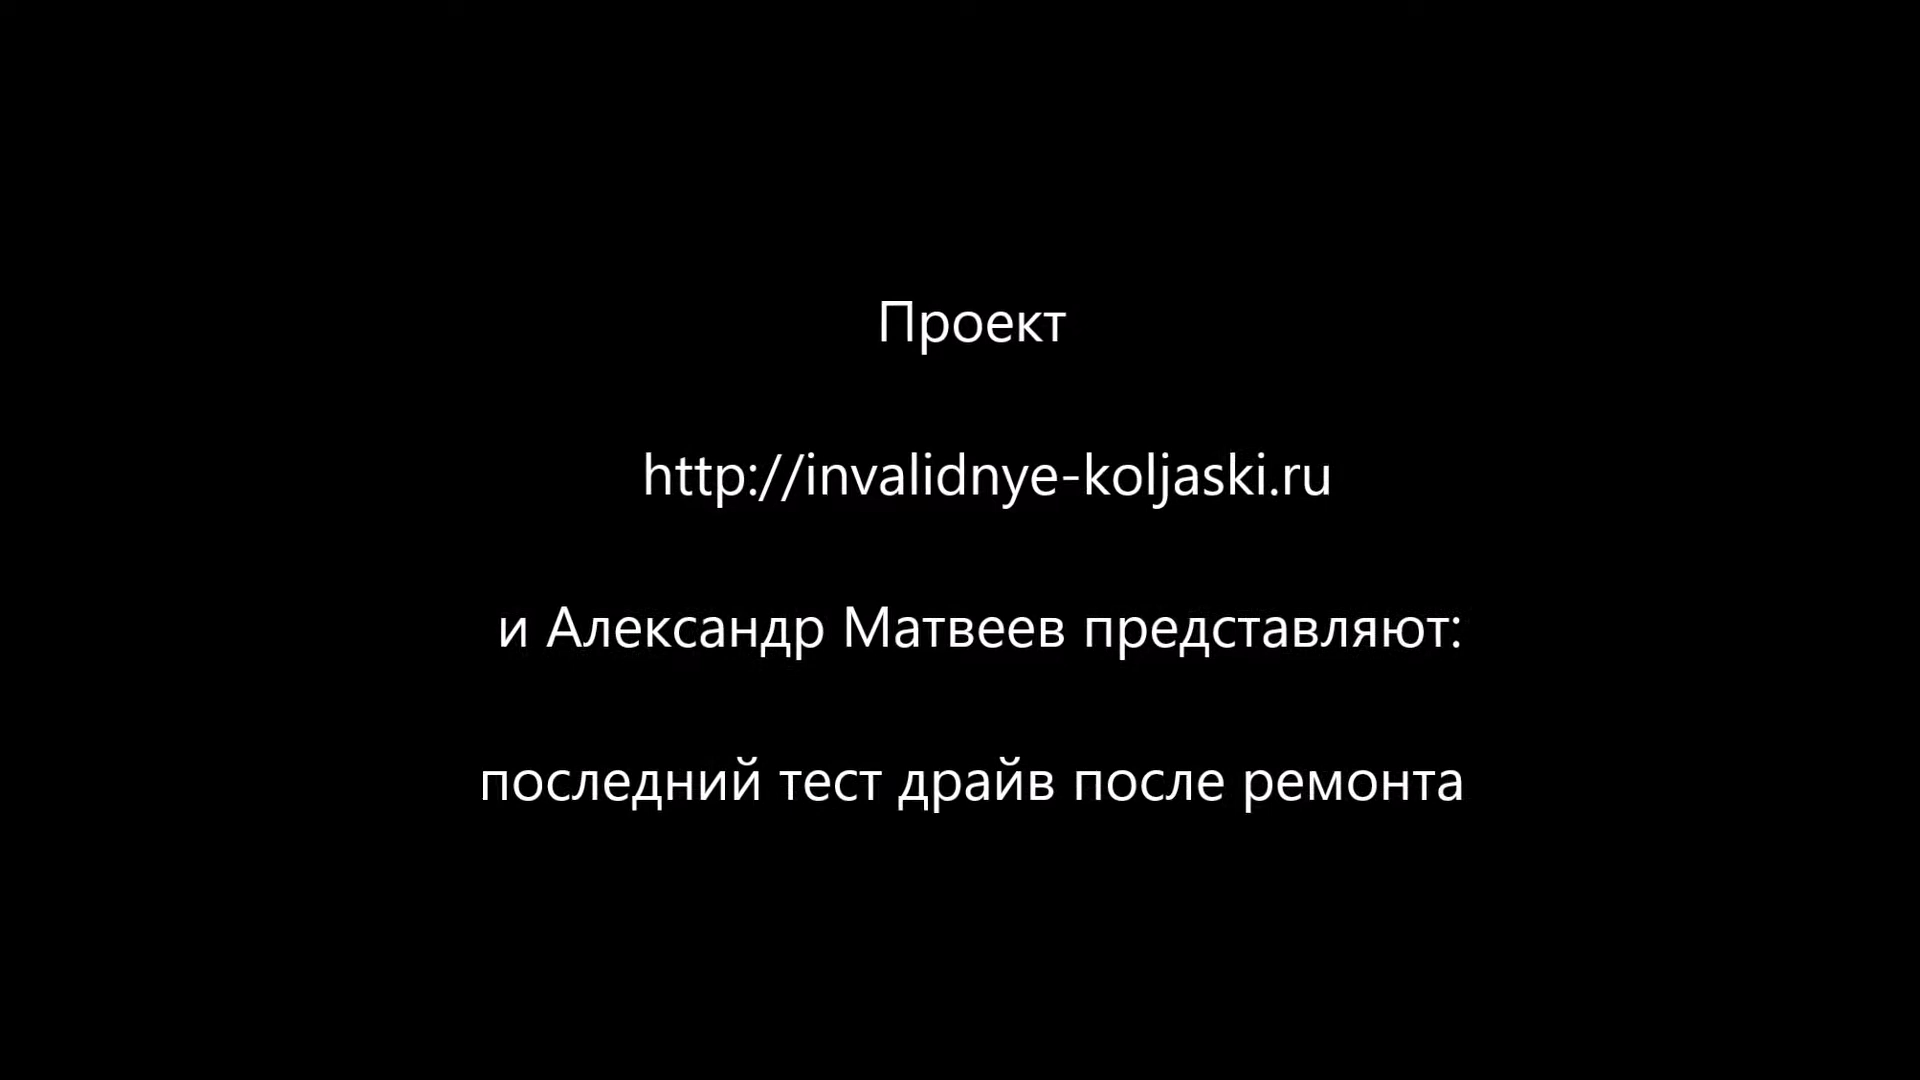 Проект
http://invalidnye-koljaski.ru
и Александр Матвеев представляют:
последний тест драйв после ремонта